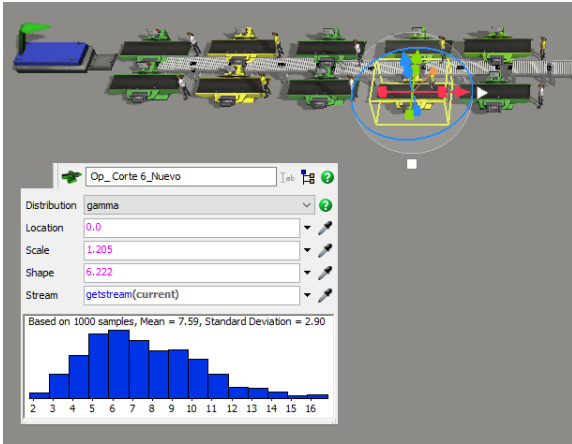 Op_ Corte 6_Nuevo
Distribution gamma
Location 0.0
Scale 1.205
Shape 6.222
Stream getstream(current)
Based on 1000 samples, Mean = 7.59, Standard Deviation = 2.90
2 3 4 5 6 7 8 9 10 11 12 13 14 15 16